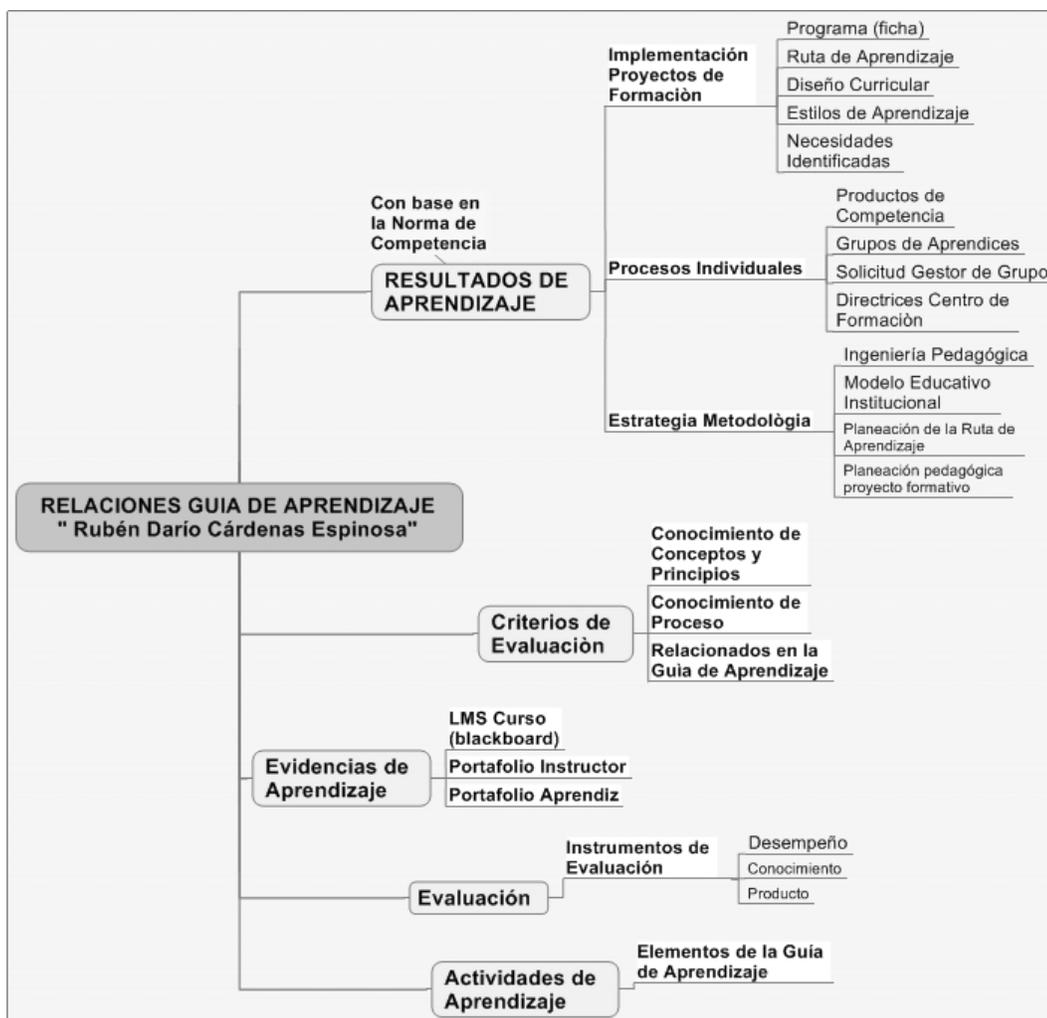 Programa (ficha)
Implementación
Proyectos de
Formaciòn
Ruta de Aprendizaje
Diseño Curricular
Estilos de Aprendizaje
Necesidades
Identificadas
Con base en
la Norma de
Competencia
RESULTADOS DE
APRENDIZAJE
Procesos Individuales
Productos de
Competencia
Grupos de Aprendices
Solicitud Gestor de Grupo
Directrices Centro de
Formaciòn
Estrategia Metodològia
Ingeniería Pedagógica
Modelo Educativo
Institucional
Planeación de la Ruta de
Aprendizaje
Planeación pedagógica
proyecto formativo
RELACIONES GUIA DE APRENDIZAJE
" Rubén Darío Cárdenas Espinosa"
Criterios de
Evaluaciòn
Conocimiento de
Conceptos y
Principios
Conocimiento de
Proceso
Relacionados en la
Guìa de Aprendizaje
Evidencias de
Aprendizaje
LMS Curso
(blackboard)
Portafolio Instructor
Portafolio Aprendiz
Evaluación
Instrumentos de
Evaluación
Desempeño
Conocimiento
Producto
Actividades de
Aprendizaje
Elementos de la Guía
de Aprendizaje